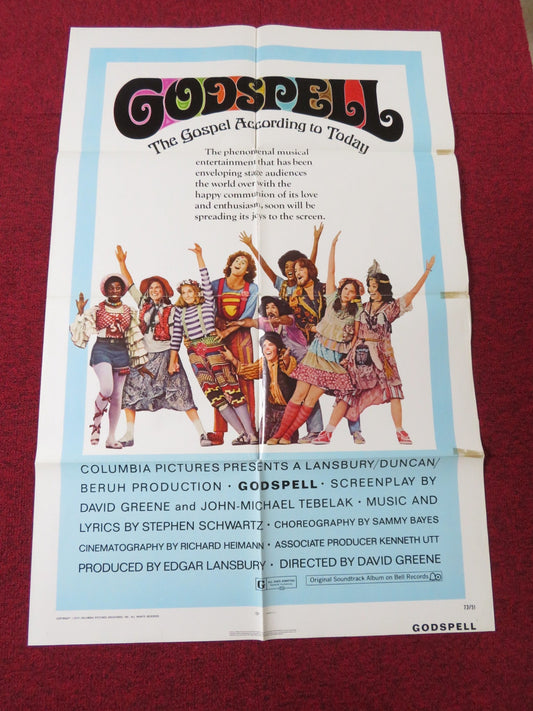 GODSPELL
The Gospel According to Today
The phenomenal musical
entertainment that has been
enveloping stage audiences
the world over with the
happy communion of its love
and enthusiasm, soon will be
spreading its joys to the screen.
COLUMBIA PICTURES PRESENTS A LANSBURY/DUNCAN/
BERUH PRODUCTION • GODSPELL • SCREENPLAY BY
DAVID GREENE and JOHN-MICHAEL TEBELAK • MUSIC AND
LYRICS BY STEPHEN SCHWARTZ • CHOREOGRAPHY BY SAMMY BAYES
CINEMATOGRAPHY BY RICHARD HEIMANN • ASSOCIATE PRODUCER KENNETH UTT
PRODUCED BY EDGAR LANSBURY • DIRECTED BY DAVID GREENE
G
Original Soundtrack Album on Bell Records
73/51
GODSPELL